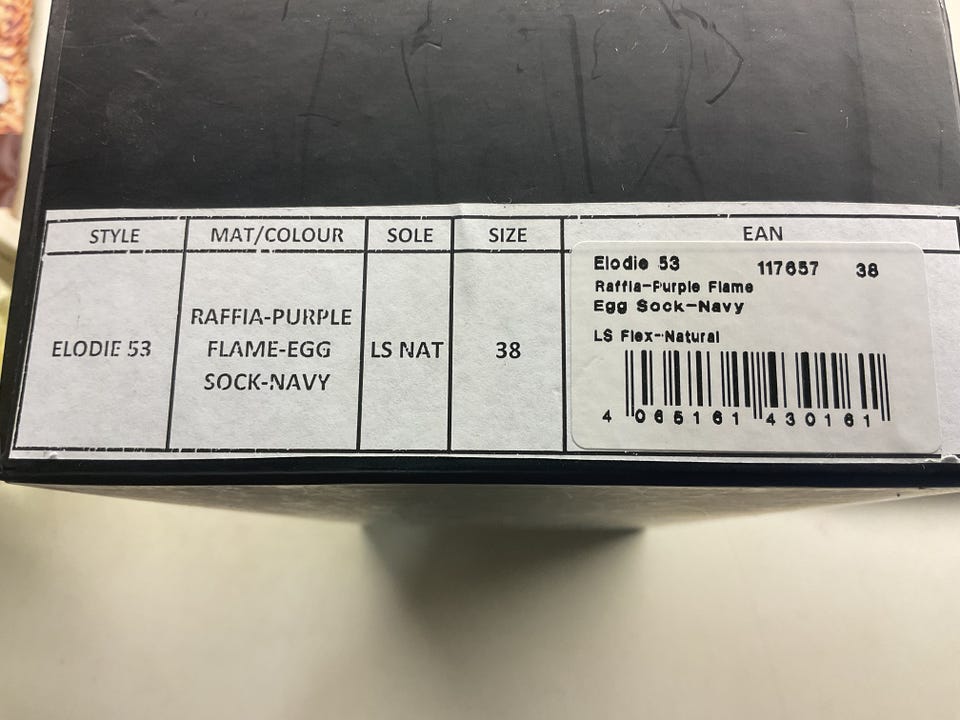 STYLE MAT/COLOUR SOLE SIZE EAN
ELODIE 53
RAFFIA-PURPLE
FLAME-EGG
SOCK-NAVY
LS NAT
38
Elodie 53 117657 38
Raffia-Purple Flame
Egg Sock-Navy
LS Flex-Natural
4 065161 430161